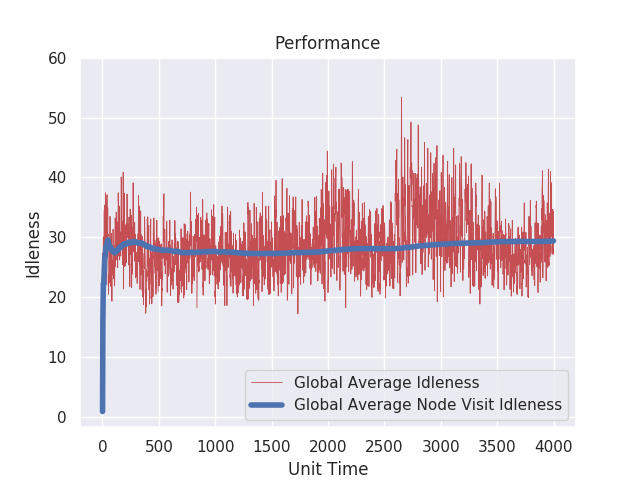 Performance
60
50
40
30
20
10
0
Idleness
Global Average Idleness
Global Average Node Visit Idleness
0 500 1000 1500 2000 2500 3000 3500 4000
Unit Time